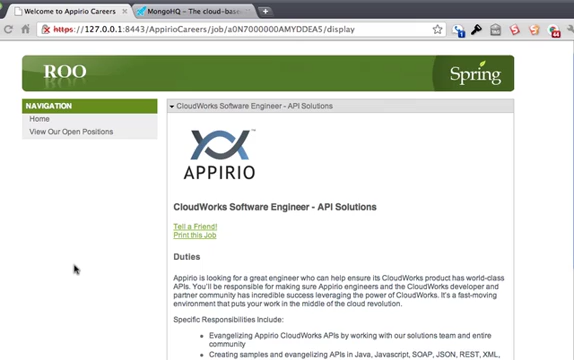 Welcome to Appirio Careers
MongoHQ – The cloud-base
https://127.0.1:8443/AppirioCareers/job/a0N7000000AMYDDEA5/display
ROO
Spring
NAVIGATION
Home
View Our Open Positions
CloudWorks Software Engineer - API Solutions
APPIRIO
CloudWorks Software Engineer - API Solutions
Tell a Friend!
Print this Job
Duties
Appirio is looking for a great engineer who can help ensure its CloudWorks product has world-class
APIs. You'll be responsible for making sure Appirio engineers and the CloudWorks developer and
partner community has incredible success leveraging the power of CloudWorks. It's a fast-moving
environment that puts your work in the middle of the cloud revolution.
Specific Responsibilities Include:
Evangelizing Appirio CloudWorks APIs by working with our solutions team and entire
community
Creating samples and evangelizing APIs in Java, Javascript, SOAP, JSON, REST, XML,